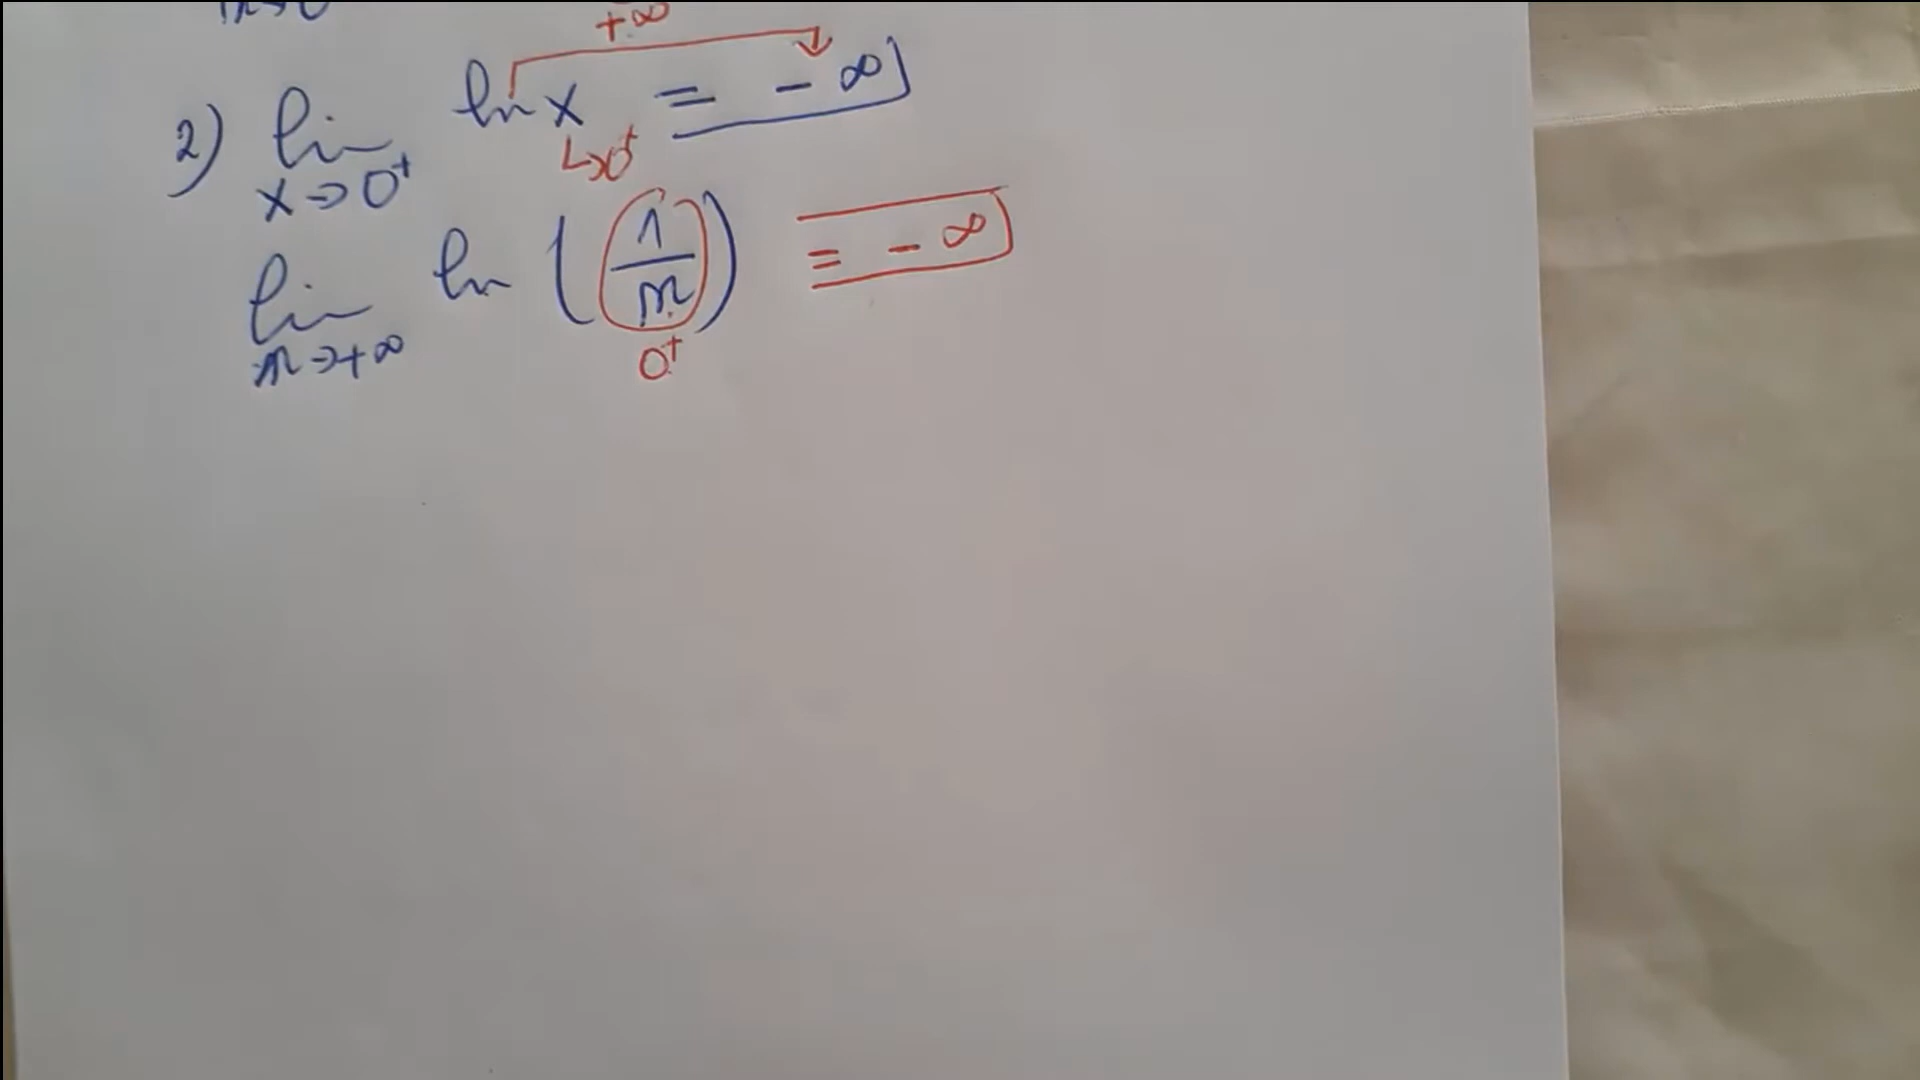 +∞
2) lim ln x = - ∞
x→0⁺ ↳0⁺
lim ln (1/n) = - ∞
n→+∞ 0⁺